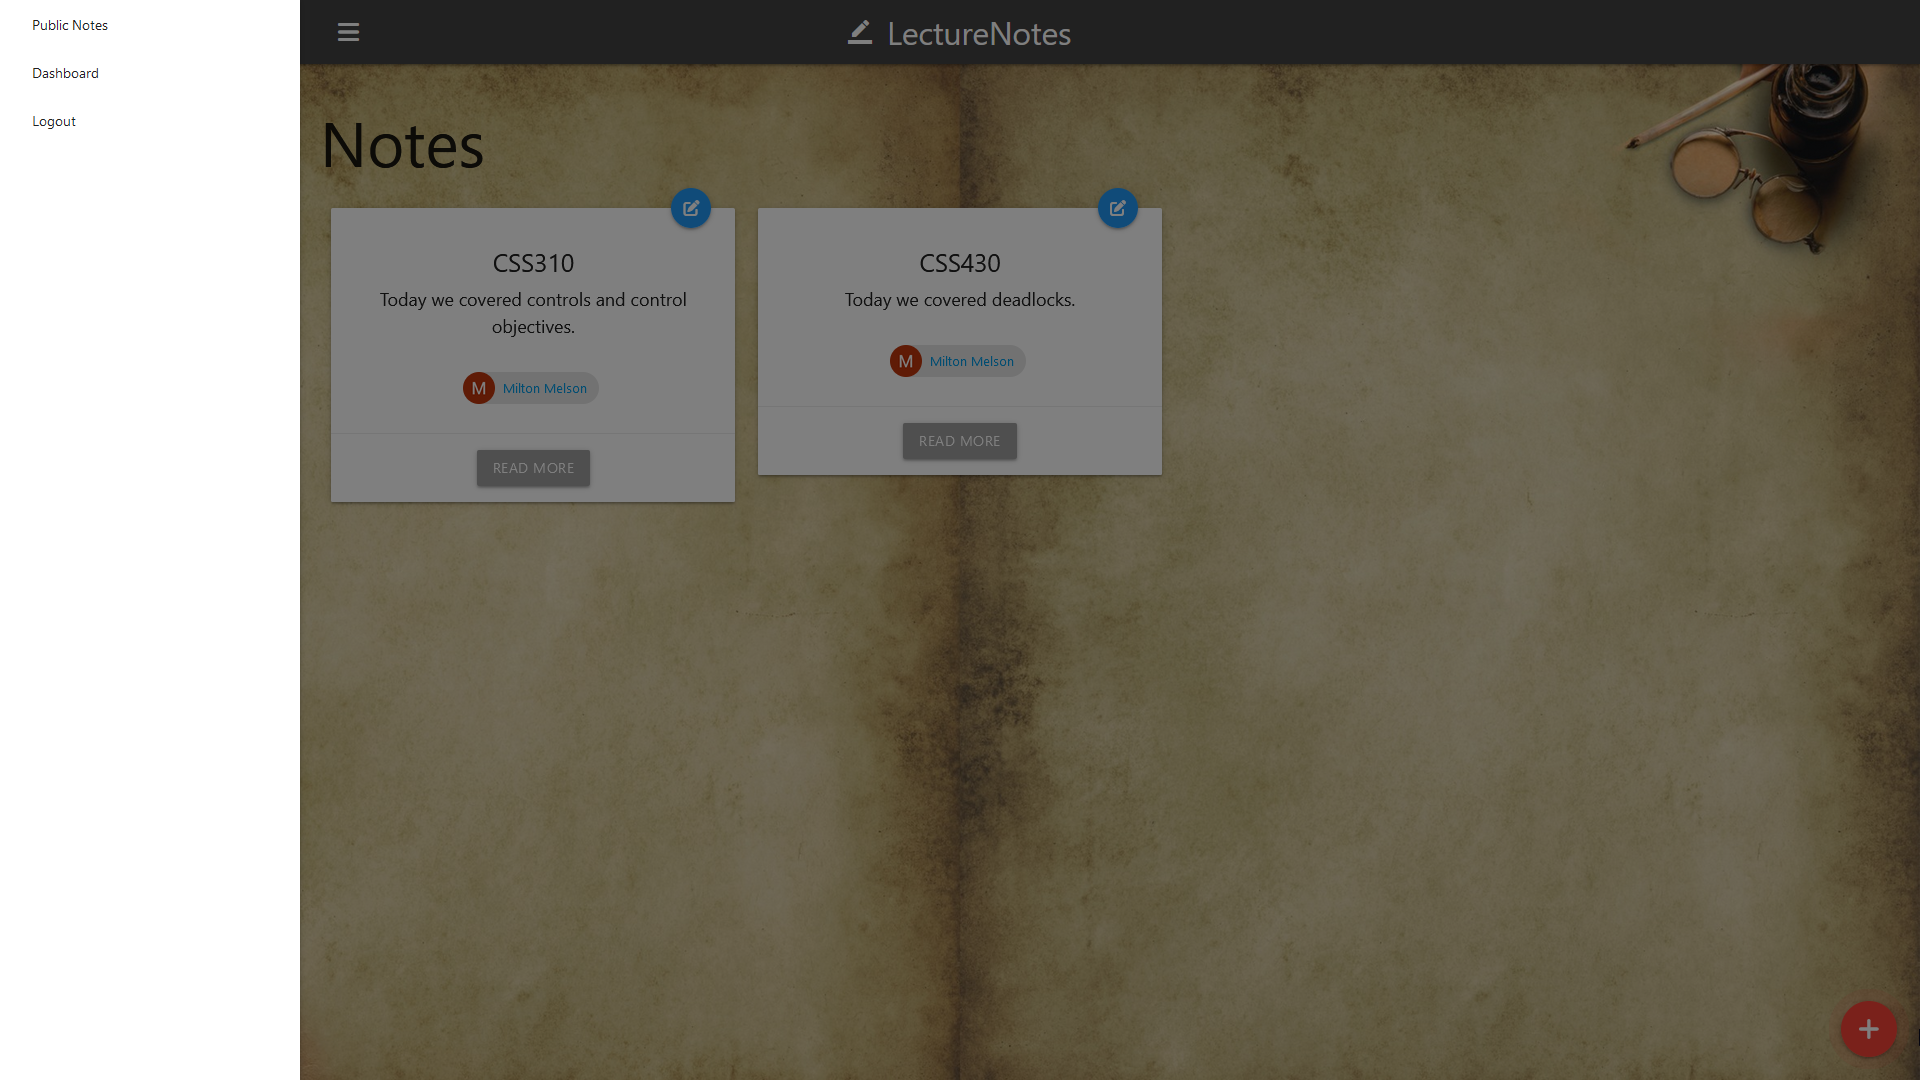 Public Notes
Dashboard
Logout
LectureNotes
Notes
CSS310
Today we covered controls and control
objectives.
M Milton Melson
READ MORE
CSS430
Today we covered deadlocks.
M Milton Melson
READ MORE